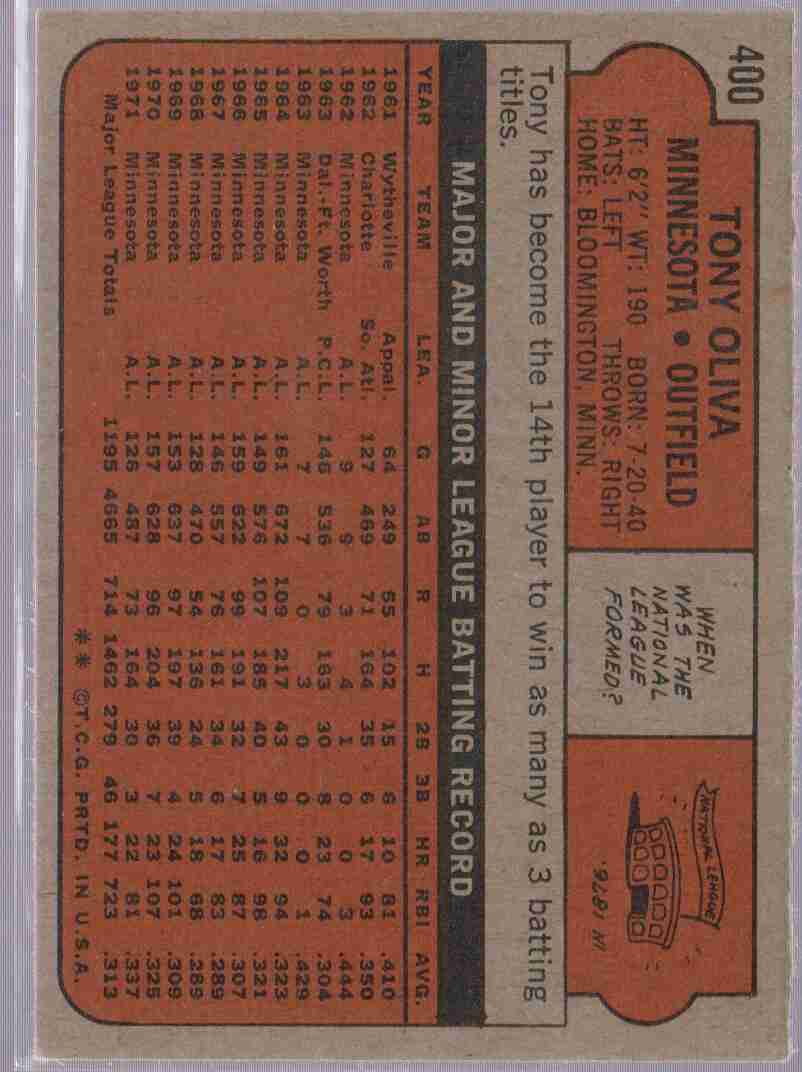 400
TONY OLIVA
MINNESOTA • OUTFIELD
HT: 6'2" WT: 190 BORN: 7-20-40
BATS: LEFT THROWS: RIGHT
HOME: BLOOMINGTON, MINN.
WHEN
WAS THE
NATIONAL
LEAGUE
FORMED?
NATIONAL LEAGUE
IN 1876.
Tony has become the 14th player to win as many as 3 batting
titles.
MAJOR AND MINOR LEAGUE BATTING RECORD
YEAR TEAM LEA. G AB R H 2B 3B HR RBI AVG.
1961 Wytheville Appal. 64 249 55 102 15 6 10 81 .410
1962 Charlotte So. Atl. 127 469 71 164 35 6 17 93 .350
1962 Minnesota A.L. 9 9 3 4 1 0 0 3 .444
1963 Dal.-Ft. Worth P.C.L. 146 536 79 163 30 8 23 74 .304
1963 Minnesota A.L. 7 7 0 3 0 0 0 1 .429
1964 Minnesota A.L. 161 672 109 217 43 9 32 94 .323
1965 Minnesota A.L. 149 576 107 185 40 5 16 98 .321
1966 Minnesota A.L. 159 622 99 191 32 7 25 87 .307
1967 Minnesota A.L. 146 557 76 161 34 6 17 83 .289
1968 Minnesota A.L. 128 470 54 136 24 5 18 68 .289
1969 Minnesota A.L. 153 637 97 197 39 4 24 101 .309
1970 Minnesota A.L. 157 628 96 204 36 7 23 107 .325
1971 Minnesota A.L. 126 487 73 164 30 3 22 81 .337
Major League Totals 1195 4665 714 1462 279 46 177 723 .313
** ©T.C.G. PRTD. IN U.S.A.